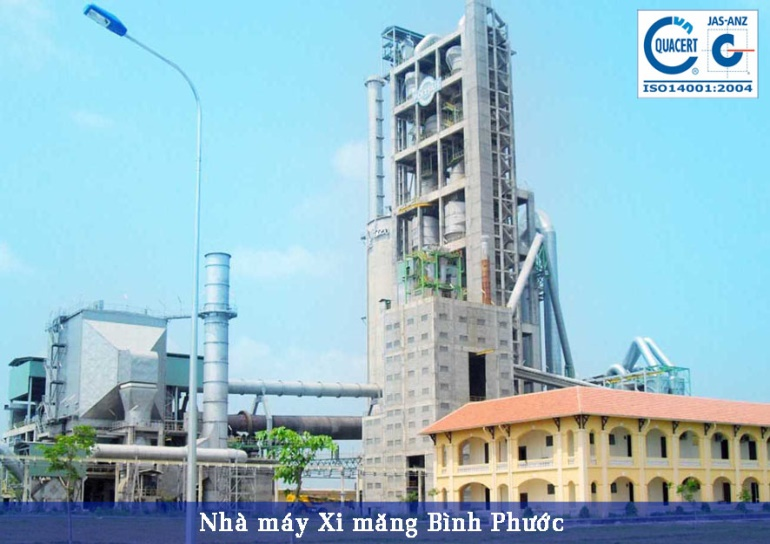 QUACERT
JAS-ANZ
®
ISO14001:2004
Nhà máy Xi măng Bình Phước